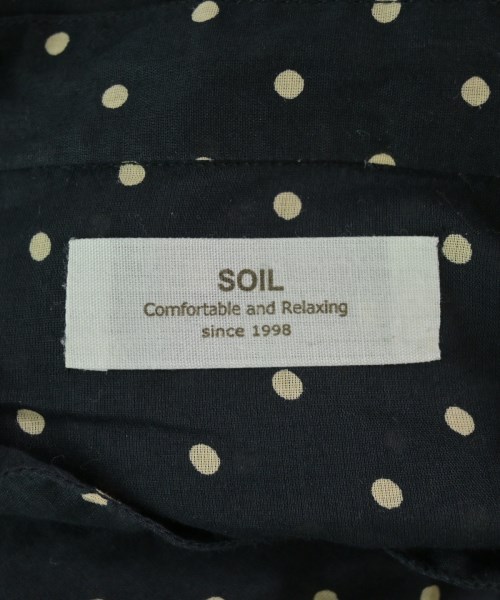 SOIL
Comfortable and Relaxing
since 1998